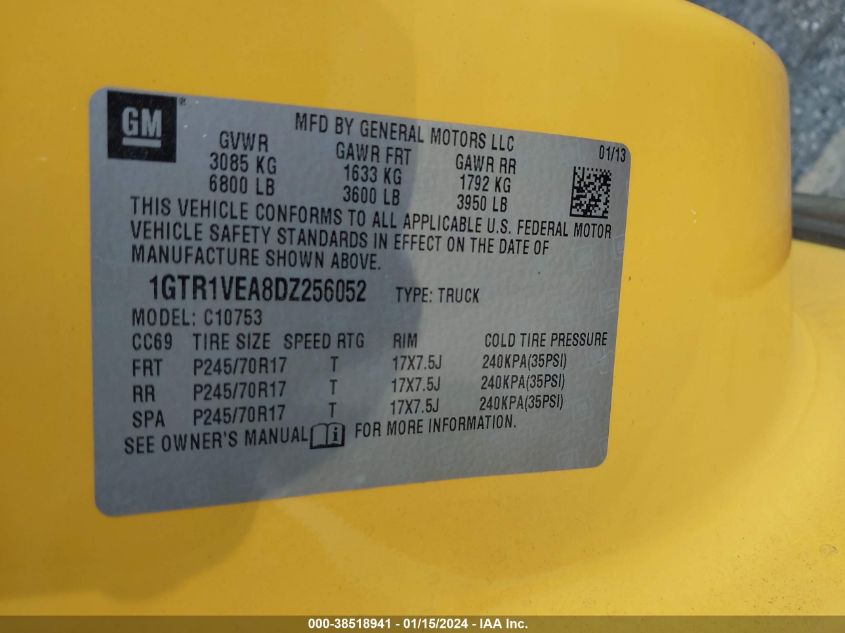 GM ®
MFD BY GENERAL MOTORS LLC 01/13
GVWR GAWR FRT GAWR RR
3085 KG 1633 KG 1792 KG
6800 LB 3600 LB 3950 LB
THIS VEHICLE CONFORMS TO ALL APPLICABLE U.S. FEDERAL MOTOR
VEHICLE SAFETY STANDARDS IN EFFECT ON THE DATE OF
MANUFACTURE SHOWN ABOVE.
1GTR1VEA8DZ256052 TYPE: TRUCK
MODEL: C10753
CC69 TIRE SIZE SPEED RTG RIM COLD TIRE PRESSURE
FRT P245/70R17 T 17X7.5J 240KPA(35PSI)
RR P245/70R17 T 17X7.5J 240KPA(35PSI)
SPA P245/70R17 T 17X7.5J 240KPA(35PSI)
SEE OWNER'S MANUAL i FOR MORE INFORMATION.
000-38518941 - 01/15/2024 - IAA Inc.